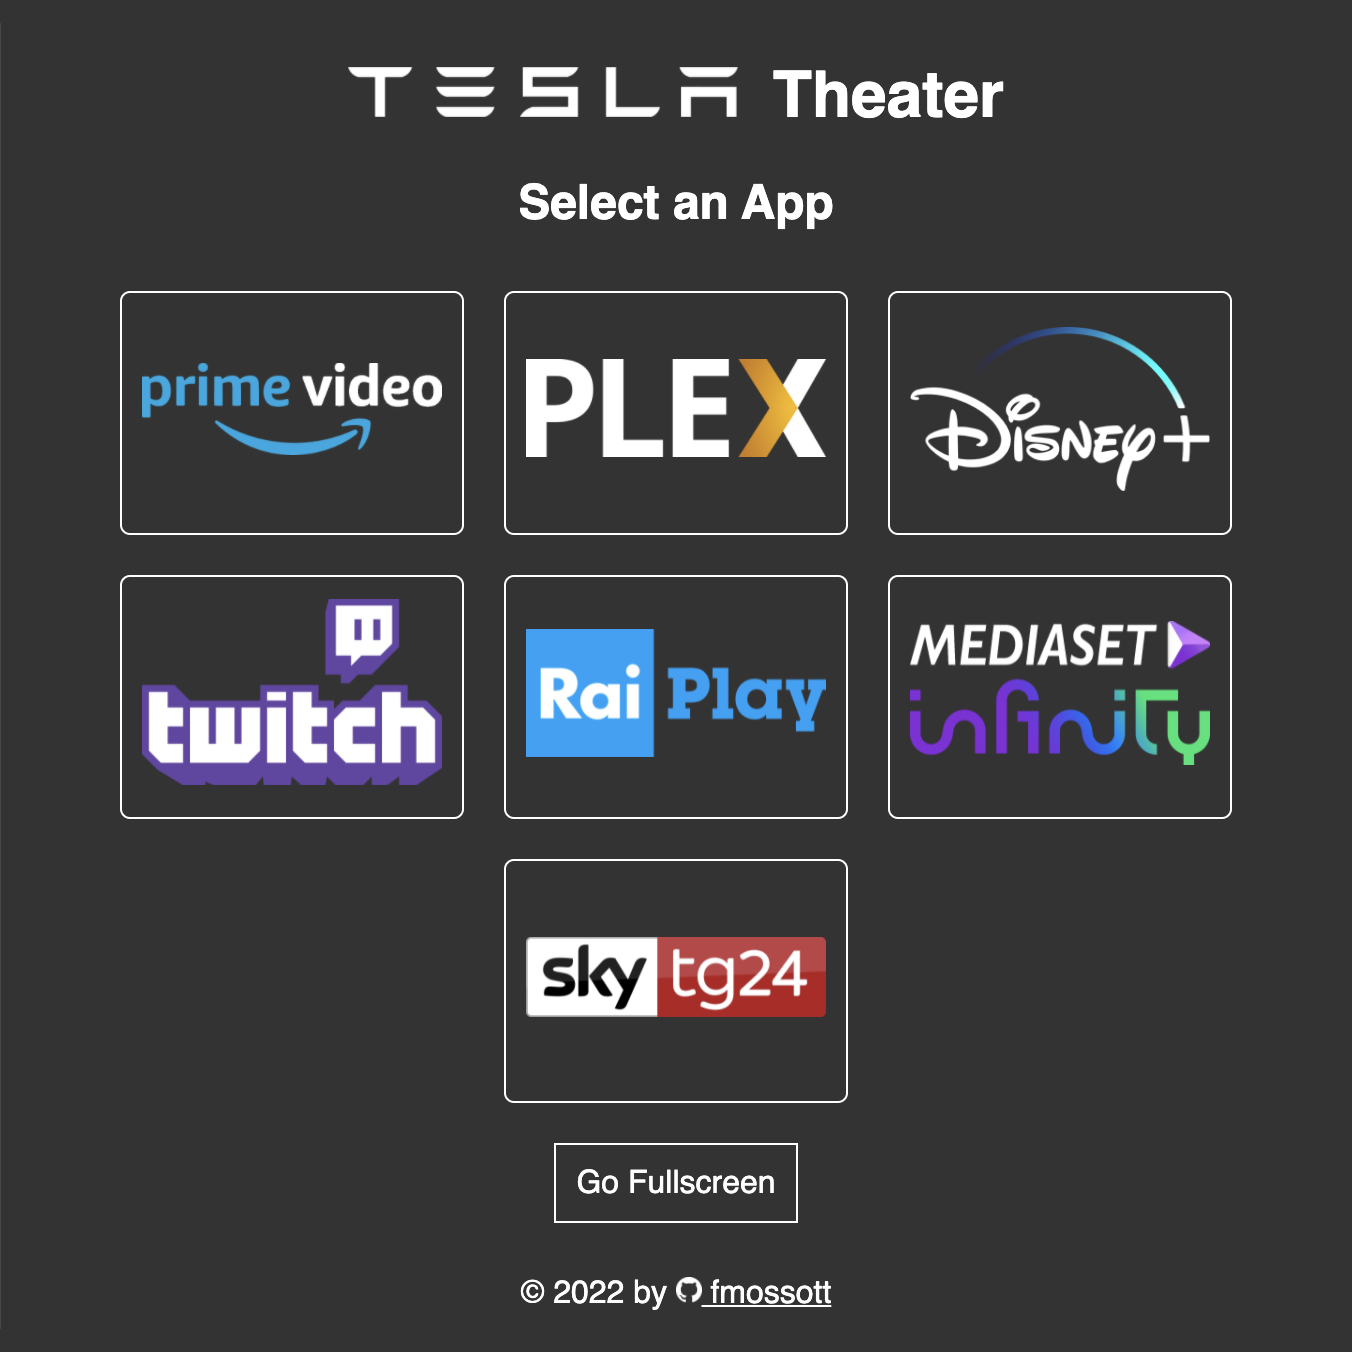 TESLA Theater
Select an App
prime video
PLEX
Disney+
twitch
Rai Play
MEDIASET
infinity
sky tg24
Go Fullscreen
© 2022 by fmossott